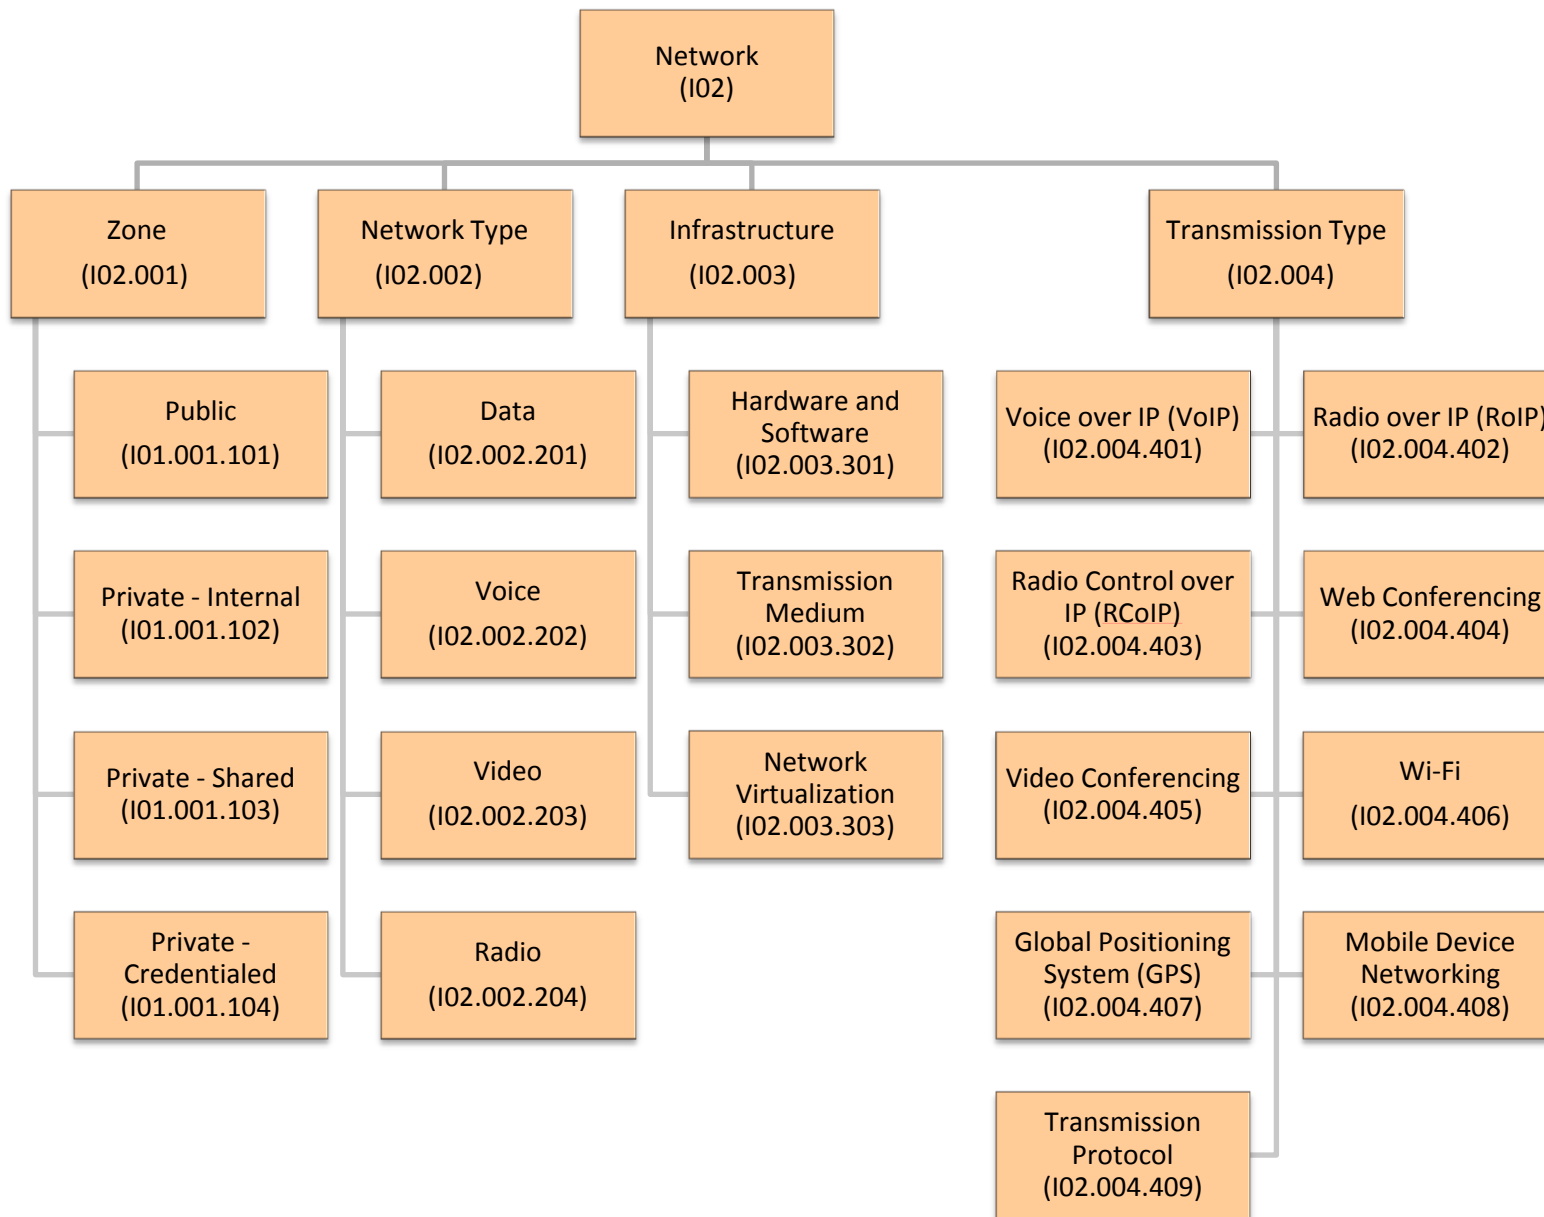 Network
(I02)
Zone
(I02.001)
Network Type
(I02.002)
Infrastructure
(I02.003)
Transmission Type
(I02.004)
Public
(I01.001.101)
Private - Internal
(I01.001.102)
Private - Shared
(I01.001.103)
Private -
Credentialed
(I01.001.104)
Data
(I02.002.201)
Voice
(I02.002.202)
Video
(I02.002.203)
Radio
(I02.002.204)
Hardware and
Software
(I02.003.301)
Transmission
Medium
(I02.003.302)
Network
Virtualization
(I02.003.303)
Voice over IP (VoIP)
(I02.004.401)
Radio over IP (RoIP)
(I02.004.402)
Radio Control over
IP (RCoIP)
(I02.004.403)
Web Conferencing
(I02.004.404)
Video Conferencing
(I02.004.405)
Wi-Fi
(I02.004.406)
Global Positioning
System (GPS)
(I02.004.407)
Mobile Device
Networking
(I02.004.408)
Transmission
Protocol
(I02.004.409)